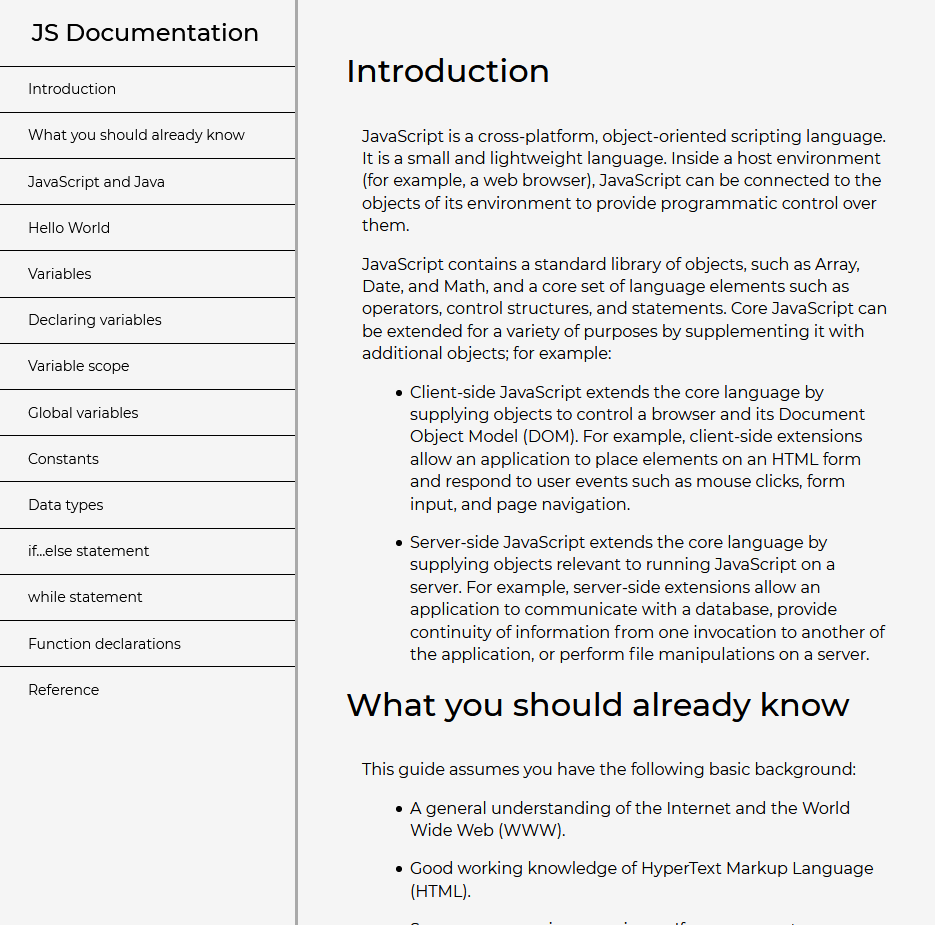 JS Documentation
Introduction
What you should already know
JavaScript and Java
Hello World
Variables
Declaring variables
Variable scope
Global variables
Constants
Data types
if...else statement
while statement
Function declarations
Reference
Introduction
JavaScript is a cross-platform, object-oriented scripting language.
It is a small and lightweight language. Inside a host environment
(for example, a web browser), JavaScript can be connected to the
objects of its environment to provide programmatic control over
them.
JavaScript contains a standard library of objects, such as Array,
Date, and Math, and a core set of language elements such as
operators, control structures, and statements. Core JavaScript can
be extended for a variety of purposes by supplementing it with
additional objects; for example:
• Client-side JavaScript extends the core language by
supplying objects to control a browser and its Document
Object Model (DOM). For example, client-side extensions
allow an application to place elements on an HTML form
and respond to user events such as mouse clicks, form
input, and page navigation.
• Server-side JavaScript extends the core language by
supplying objects relevant to running JavaScript on a
server. For example, server-side extensions allow an
application to communicate with a database, provide
continuity of information from one invocation to another of
the application, or perform file manipulations on a server.
What you should already know
This guide assumes you have the following basic background:
• A general understanding of the Internet and the World
Wide Web (WWW).
• Good working knowledge of HyperText Markup Language
(HTML).